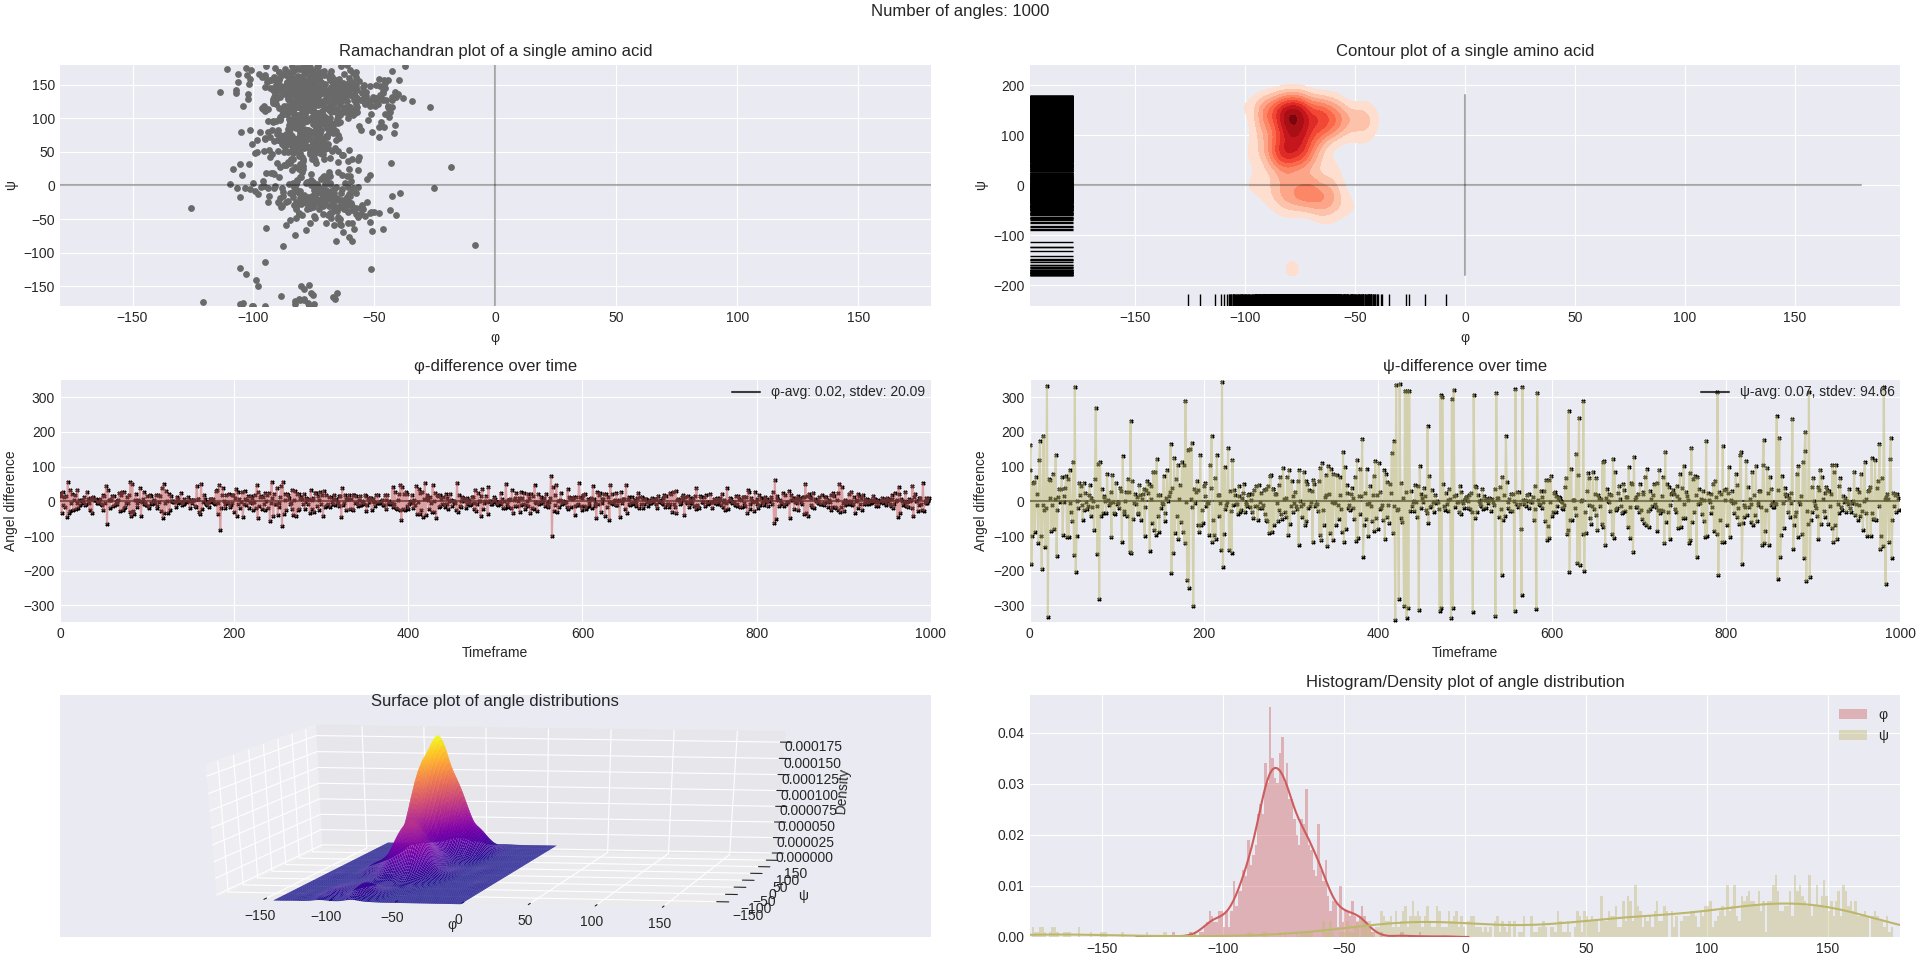 Number of angles: 1000
Ramachandran plot of a single amino acid
150
100
50
0
−50
−100
−150
ψ
−150 −100 −50 0 50 100 150
φ
Contour plot of a single amino acid
200
100
0
−100
−200
ψ
−150 −100 −50 0 50 100 150
φ
φ-difference over time
φ-avg: 0.02, stdev: 20.09
300
200
100
0
−100
−200
−300
Angel difference
0 200 400 600 800 1000
Timeframe
ψ-difference over time
ψ-avg: 0.07, stdev: 94.66
300
200
100
0
−100
−200
−300
Angel difference
0 200 400 600 800 1000
Timeframe
Surface plot of angle distributions
0.000175
0.000150
0.000125
0.000100
0.000075
0.000050
0.000025
0.000000
Density
150
100
50
0
−50
−100
−150
ψ
−150 −100 −50 0 50 100 150
φ
Histogram/Density plot of angle distribution
φ
ψ
0.04
0.03
0.02
0.01
0.00
−150 −100 −50 0 50 100 150